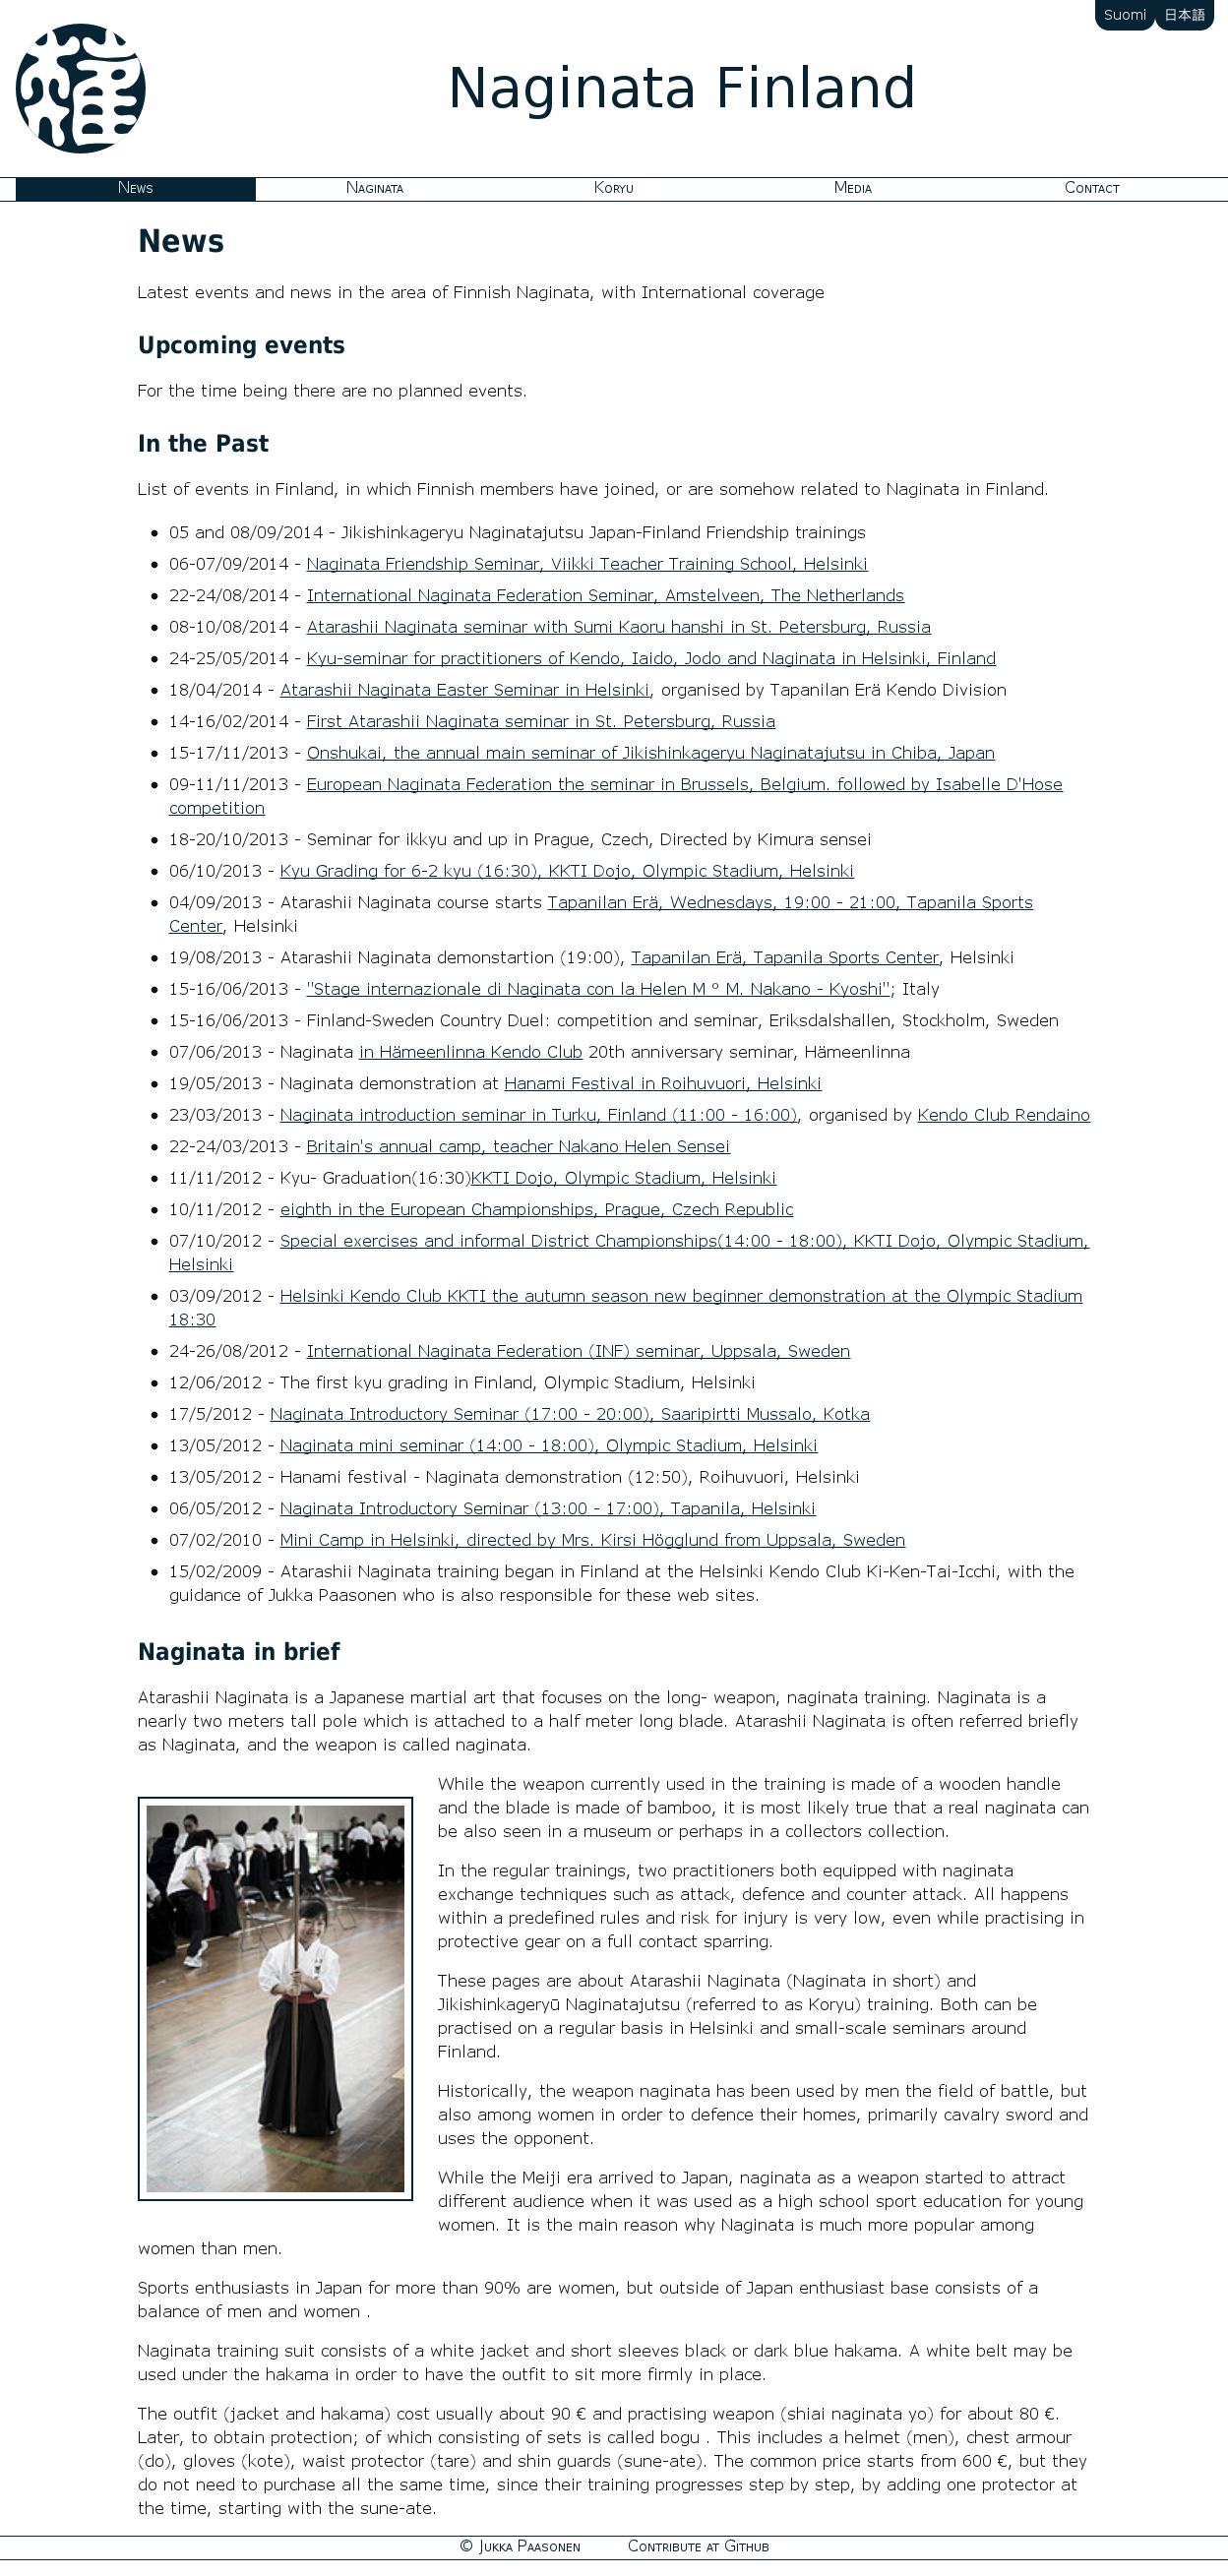 Suomi 日本語
Naginata Finland
News Naginata Koryu Media Contact
News
Latest events and news in the area of Finnish Naginata, with International coverage
Upcoming events
For the time being there are no planned events.
In the Past
List of events in Finland, in which Finnish members have joined, or are somehow related to Naginata in Finland.
• 05 and 08/09/2014 - Jikishinkageryu Naginatajutsu Japan-Finland Friendship trainings
• 06-07/09/2014 - Naginata Friendship Seminar, Viikki Teacher Training School, Helsinki
• 22-24/08/2014 - International Naginata Federation Seminar, Amstelveen, The Netherlands
• 08-10/08/2014 - Atarashii Naginata seminar with Sumi Kaoru hanshi in St. Petersburg, Russia
• 24-25/05/2014 - Kyu-seminar for practitioners of Kendo, Iaido, Jodo and Naginata in Helsinki, Finland
• 18/04/2014 - Atarashii Naginata Easter Seminar in Helsinki, organised by Tapanilan Erä Kendo Division
• 14-16/02/2014 - First Atarashii Naginata seminar in St. Petersburg, Russia
• 15-17/11/2013 - Onshukai, the annual main seminar of Jikishinkageryu Naginatajutsu in Chiba, Japan
• 09-11/11/2013 - European Naginata Federation the seminar in Brussels, Belgium. followed by Isabelle D'Hose
competition
• 18-20/10/2013 - Seminar for ikkyu and up in Prague, Czech, Directed by Kimura sensei
• 06/10/2013 - Kyu Grading for 6-2 kyu (16:30), KKTI Dojo, Olympic Stadium, Helsinki
• 04/09/2013 - Atarashii Naginata course starts Tapanilan Erä, Wednesdays, 19:00 - 21:00, Tapanila Sports
Center, Helsinki
• 19/08/2013 - Atarashii Naginata demonstartion (19:00), Tapanilan Erä, Tapanila Sports Center, Helsinki
• 15-16/06/2013 - "Stage internazionale di Naginata con la Helen M ° M. Nakano - Kyoshi"; Italy
• 15-16/06/2013 - Finland-Sweden Country Duel: competition and seminar, Eriksdalshallen, Stockholm, Sweden
• 07/06/2013 - Naginata in Hämeenlinna Kendo Club 20th anniversary seminar, Hämeenlinna
• 19/05/2013 - Naginata demonstration at Hanami Festival in Roihuvuori, Helsinki
• 23/03/2013 - Naginata introduction seminar in Turku, Finland (11:00 - 16:00), organised by Kendo Club Rendaino
• 22-24/03/2013 - Britain's annual camp, teacher Nakano Helen Sensei
• 11/11/2012 - Kyu- Graduation(16:30)KKTI Dojo, Olympic Stadium, Helsinki
• 10/11/2012 - eighth in the European Championships, Prague, Czech Republic
• 07/10/2012 - Special exercises and informal District Championships(14:00 - 18:00), KKTI Dojo, Olympic Stadium,
Helsinki
• 03/09/2012 - Helsinki Kendo Club KKTI the autumn season new beginner demonstration at the Olympic Stadium
18:30
• 24-26/08/2012 - International Naginata Federation (INF) seminar, Uppsala, Sweden
• 12/06/2012 - The first kyu grading in Finland, Olympic Stadium, Helsinki
• 17/5/2012 - Naginata Introductory Seminar (17:00 - 20:00), Saaripirtti Mussalo, Kotka
• 13/05/2012 - Naginata mini seminar (14:00 - 18:00), Olympic Stadium, Helsinki
• 13/05/2012 - Hanami festival - Naginata demonstration (12:50), Roihuvuori, Helsinki
• 06/05/2012 - Naginata Introductory Seminar (13:00 - 17:00), Tapanila, Helsinki
• 07/02/2010 - Mini Camp in Helsinki, directed by Mrs. Kirsi Högglund from Uppsala, Sweden
• 15/02/2009 - Atarashii Naginata training began in Finland at the Helsinki Kendo Club Ki-Ken-Tai-Icchi, with the
guidance of Jukka Paasonen who is also responsible for these web sites.
Naginata in brief
Atarashii Naginata is a Japanese martial art that focuses on the long- weapon, naginata training. Naginata is a
nearly two meters tall pole which is attached to a half meter long blade. Atarashii Naginata is often referred briefly
as Naginata, and the weapon is called naginata.
While the weapon currently used in the training is made of a wooden handle
and the blade is made of bamboo, it is most likely true that a real naginata can
be also seen in a museum or perhaps in a collectors collection.
In the regular trainings, two practitioners both equipped with naginata
exchange techniques such as attack, defence and counter attack. All happens
within a predefined rules and risk for injury is very low, even while practising in
protective gear on a full contact sparring.
These pages are about Atarashii Naginata (Naginata in short) and
Jikishinkageryū Naginatajutsu (referred to as Koryu) training. Both can be
practised on a regular basis in Helsinki and small-scale seminars around
Finland.
Historically, the weapon naginata has been used by men the field of battle, but
also among women in order to defence their homes, primarily cavalry sword and
uses the opponent.
While the Meiji era arrived to Japan, naginata as a weapon started to attract
different audience when it was used as a high school sport education for young
women. It is the main reason why Naginata is much more popular among
women than men.
Sports enthusiasts in Japan for more than 90% are women, but outside of Japan enthusiast base consists of a
balance of men and women .
Naginata training suit consists of a white jacket and short sleeves black or dark blue hakama. A white belt may be
used under the hakama in order to have the outfit to sit more firmly in place.
The outfit (jacket and hakama) cost usually about 90 € and practising weapon (shiai naginata yo) for about 80 €.
Later, to obtain protection; of which consisting of sets is called bogu . This includes a helmet (men), chest armour
(do), gloves (kote), waist protector (tare) and shin guards (sune-ate). The common price starts from 600 €, but they
do not need to purchase all the same time, since their training progresses step by step, by adding one protector at
the time, starting with the sune-ate.
© Jukka Paasonen Contribute at Github